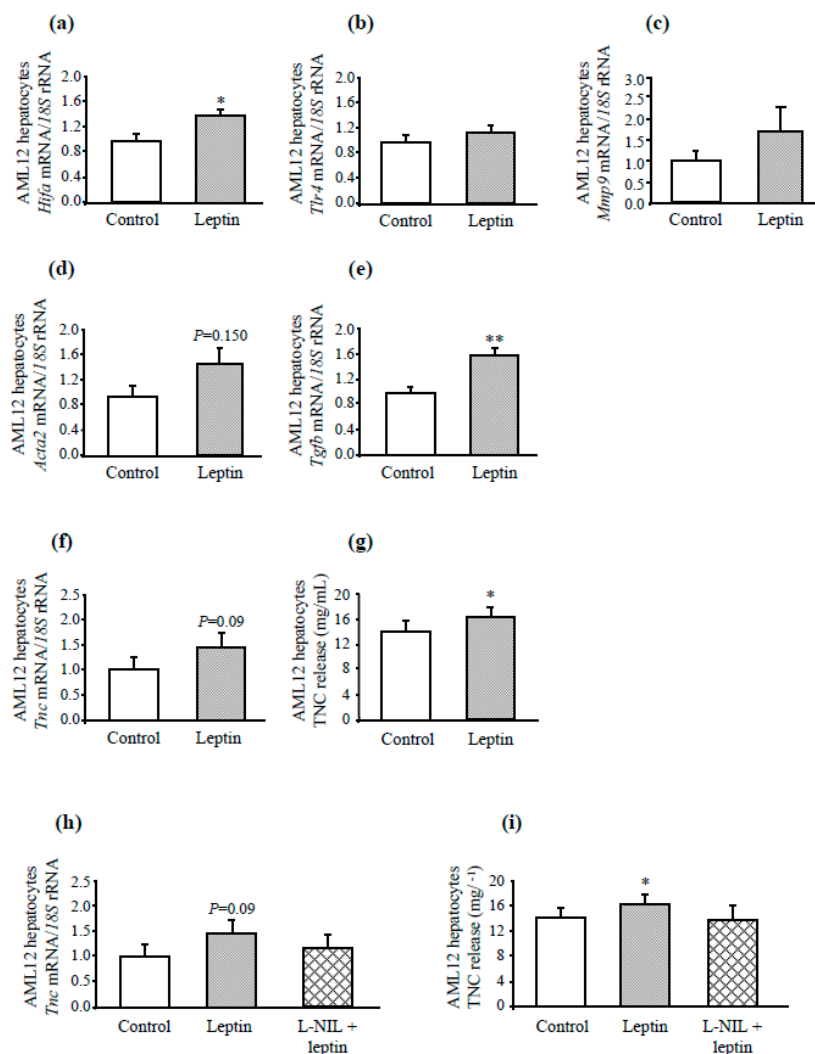 (a)
AML12 hepatocytes
Hifa mRNA/18S rRNA
2.0
1.6
1.2
0.8
0.4
0.0
*
Control
Leptin
(b)
AML12 hepatocytes
Tlr4 mRNA/18S rRNA
2.0
1.6
1.2
0.8
0.4
0.0
Control
Leptin
(c)
AML12 hepatocytes
Mmp9 mRNA/18S rRNA
3.0
2.5
2.0
1.5
1.0
0.5
0.0
Control
Leptin
(d)
AML12 hepatocytes
Acta2 mRNA/18S rRNA
2.0
1.6
1.2
0.8
0.4
0.0
P=0.150
Control
Leptin
(e)
AML12 hepatocytes
Tgfb mRNA/18S rRNA
2.0
1.6
1.2
0.8
0.4
0.0
**
Control
Leptin
(f)
AML12 hepatocytes
Tnc mRNA/18S rRNA
2.5
2.0
1.5
1.0
0.5
0.0
P=0.09
Control
Leptin
(g)
AML12 hepatocytes
TNC release (mg/mL)
20
16
12
8
4
0
*
Control
Leptin
(h)
AML12 hepatocytes
Tnc mRNA/18S rRNA
2.5
2.0
1.5
1.0
0.5
0.0
P=0.09
Control
Leptin
L-NIL +
leptin
(i)
AML12 hepatocytes
TNC release (mg/⁻¹)
20
16
12
8
4
0
*
Control
Leptin
L-NIL +
leptin